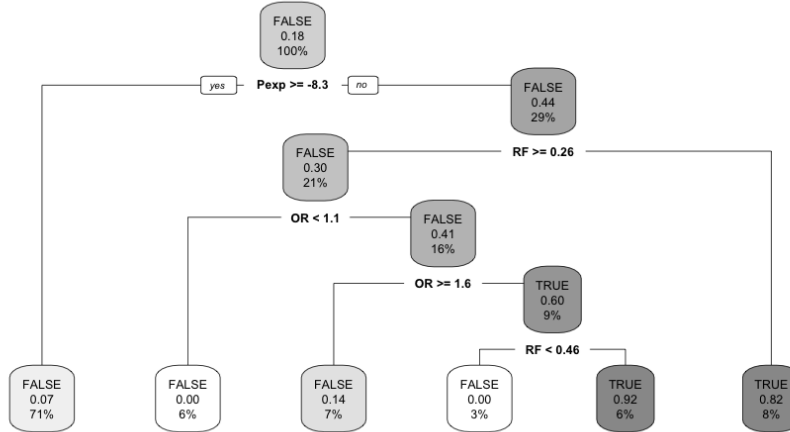 FALSE
0.18
100%
yes
Pexp >= -8.3
no
FALSE
0.44
29%
FALSE
0.30
21%
RF >= 0.26
OR < 1.1
FALSE
0.41
16%
OR >= 1.6
TRUE
0.60
9%
RF < 0.46
FALSE
0.07
71%
FALSE
0.00
6%
FALSE
0.14
7%
FALSE
0.00
3%
TRUE
0.92
6%
TRUE
0.82
8%